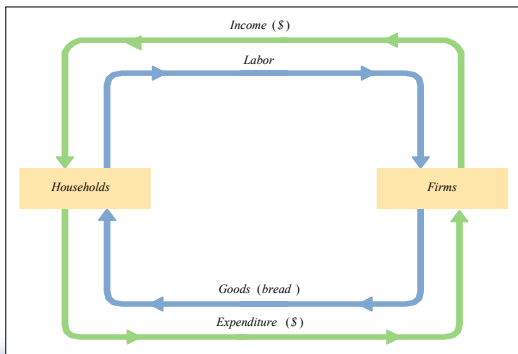 Income ($)
Labor
Households
Firms
Goods (bread )
Expenditure ($)